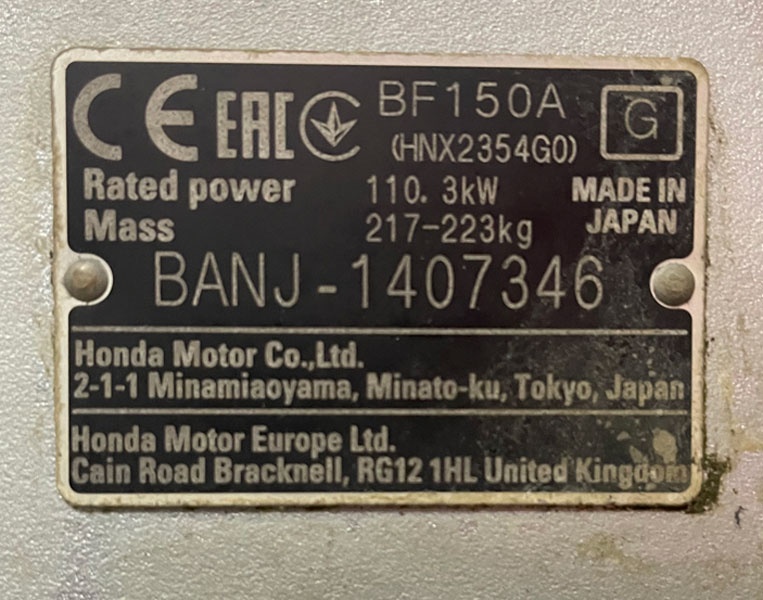 CE EAC BF150A G
(HNX2354G0)
Rated power 110.3kW MADE IN
Mass 217-223kg JAPAN
BANJ-1407346
Honda Motor Co.,Ltd.
2-1-1 Minamiaoyama, Minato-ku, Tokyo, Japan
Honda Motor Europe Ltd.
Cain Road Bracknell, RG12 1HL United Kingdom